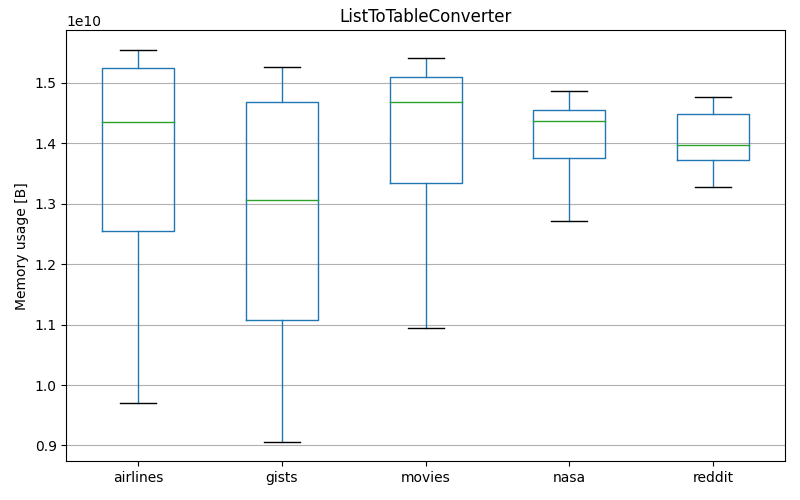 ListToTableConverter
1e10
1.5
1.4
1.3
1.2
1.1
1.0
0.9
Memory usage [B]
airlines gists movies nasa reddit